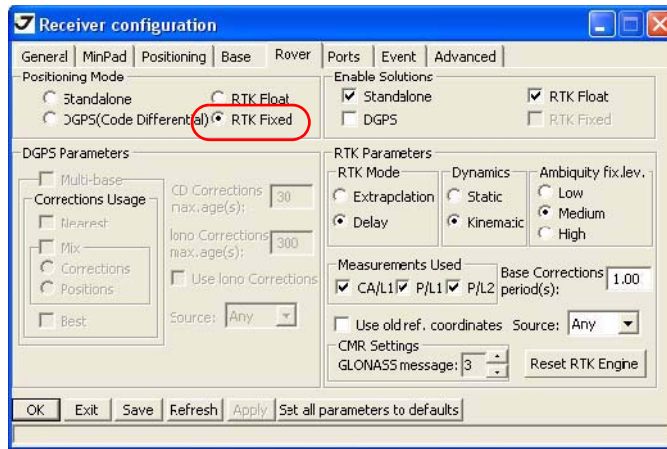 Receiver configuration
General MinPad Positioning Base Rover Ports Event Advanced
Positioning Mode
Standalone
RTK Float
DGPS(Code Differential)
RTK Fixed
Enable Solutions
Standalone
RTK Float
DGPS
RTK Fixed
DGPS Parameters
Multi-base
Corrections Usage
Nearest
Mix
Corrections
Positions
Best
CD Corrections
max.age(s):
30
Iono Corrections
max.age(s):
300
Use Iono Corrections
Source: Any
RTK Parameters
RTK Mode
Extrapolation
Delay
Dynamics
Static
Kinematic
Ambiquity fix.lev.
Low
Medium
High
Measurements Used
CA/L1 P/L1 P/L2
Base Corrections
period(s):
1.00
Use old ref. coordinates
Source: Any
CMR Settings
GLONASS message: 3
Reset RTK Engine
OK Exit Save Refresh Apply Set all parameters to defaults